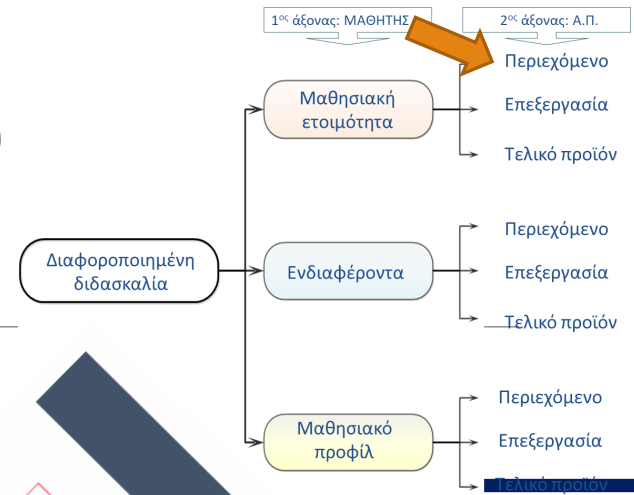 1ος άξονας: ΜΑΘΗΤΗΣ
2ος άξονας: Α.Π.
Περιεχόμενο
Μαθησιακή
ετοιμότητα
Επεξεργασία
Τελικό προϊόν
Διαφοροποιημένη
διδασκαλία
Ενδιαφέροντα
Περιεχόμενο
Επεξεργασία
Τελικό προϊόν
Μαθησιακό
προφίλ
Περιεχόμενο
Επεξεργασία
Τελικό προϊόν